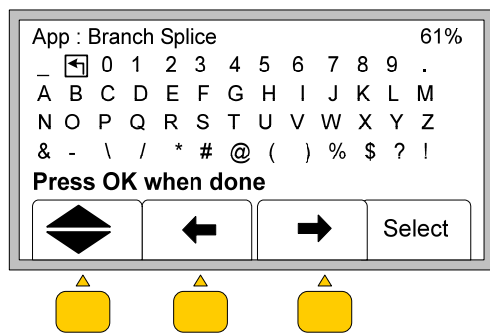 App : Branch Splice 61%
_ 0 1 2 3 4 5 6 7 8 9 .
A B C D E F G H I J K L M
N O P Q R S T U V W X Y Z
& - \ / * # @ ( ) % $ ? !
Press OK when done
Select